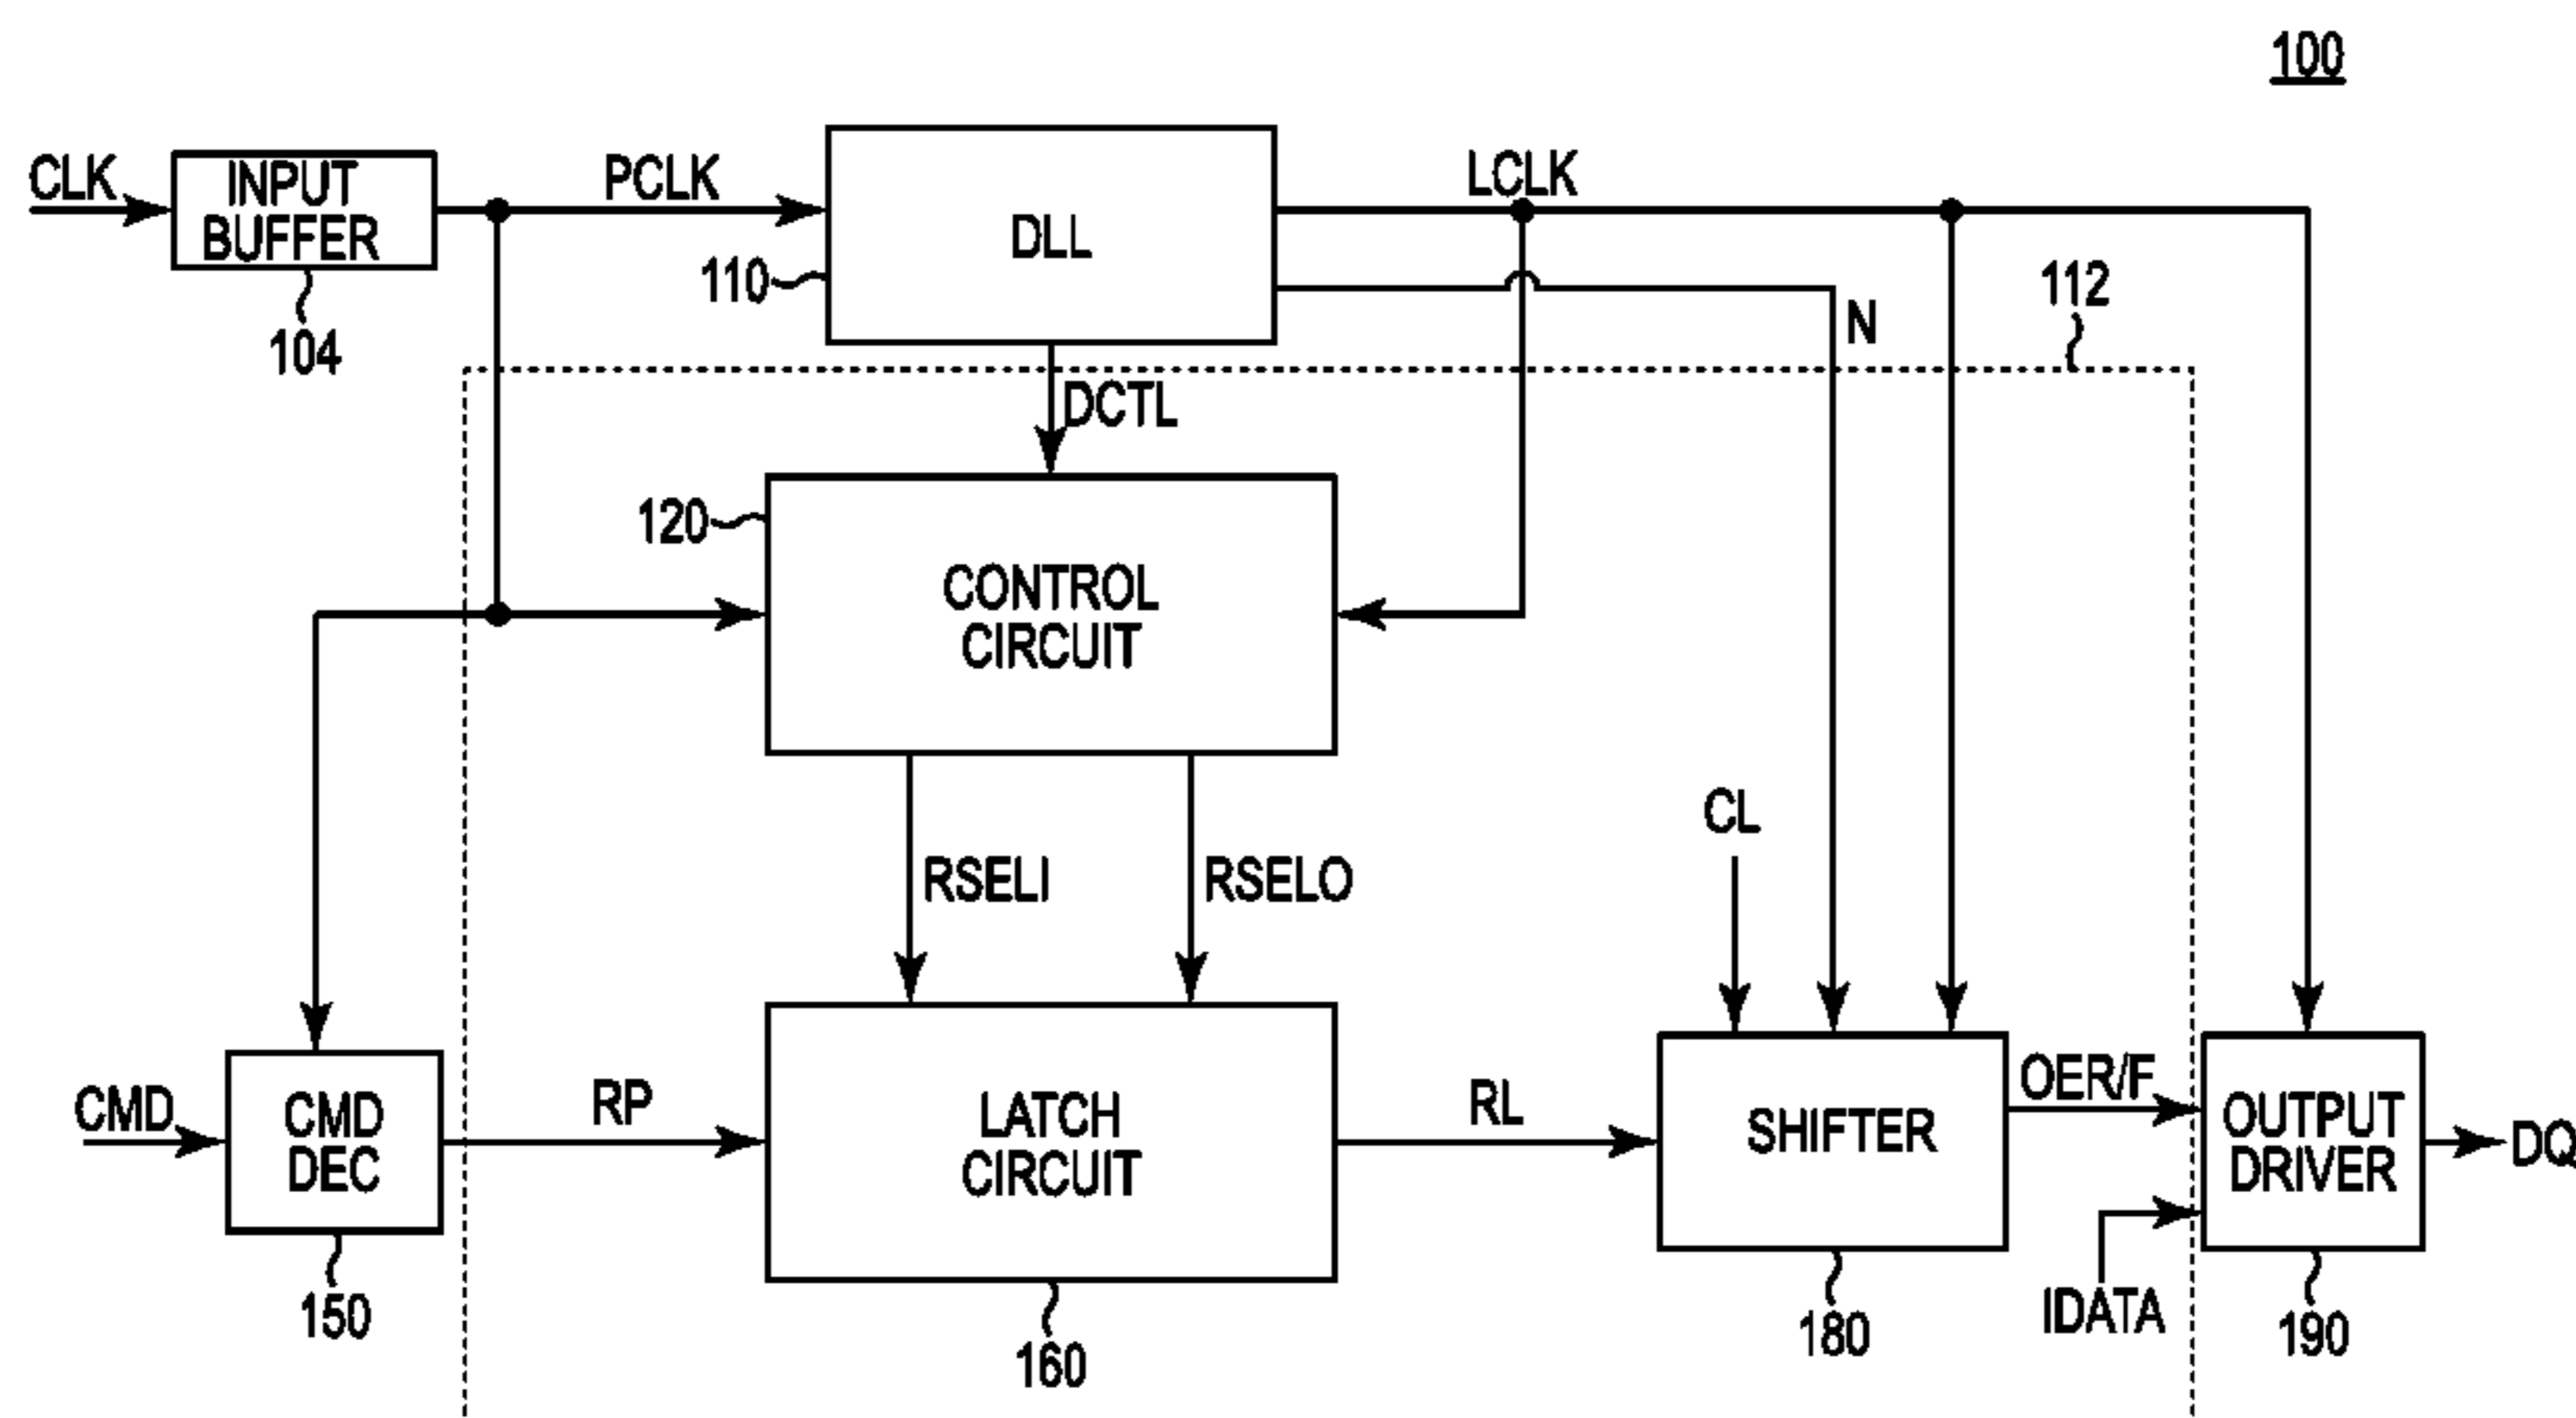 100
CLK
INPUT
BUFFER
104
PCLK
DLL
110
LCLK
N
112
DCTL
120
CONTROL
CIRCUIT
RSELI
RSELO
CL
CMD
CMD
DEC
150
RP
LATCH
CIRCUIT
160
RL
SHIFTER
180
OER/F
IDATA
OUTPUT
DRIVER
190
DQ